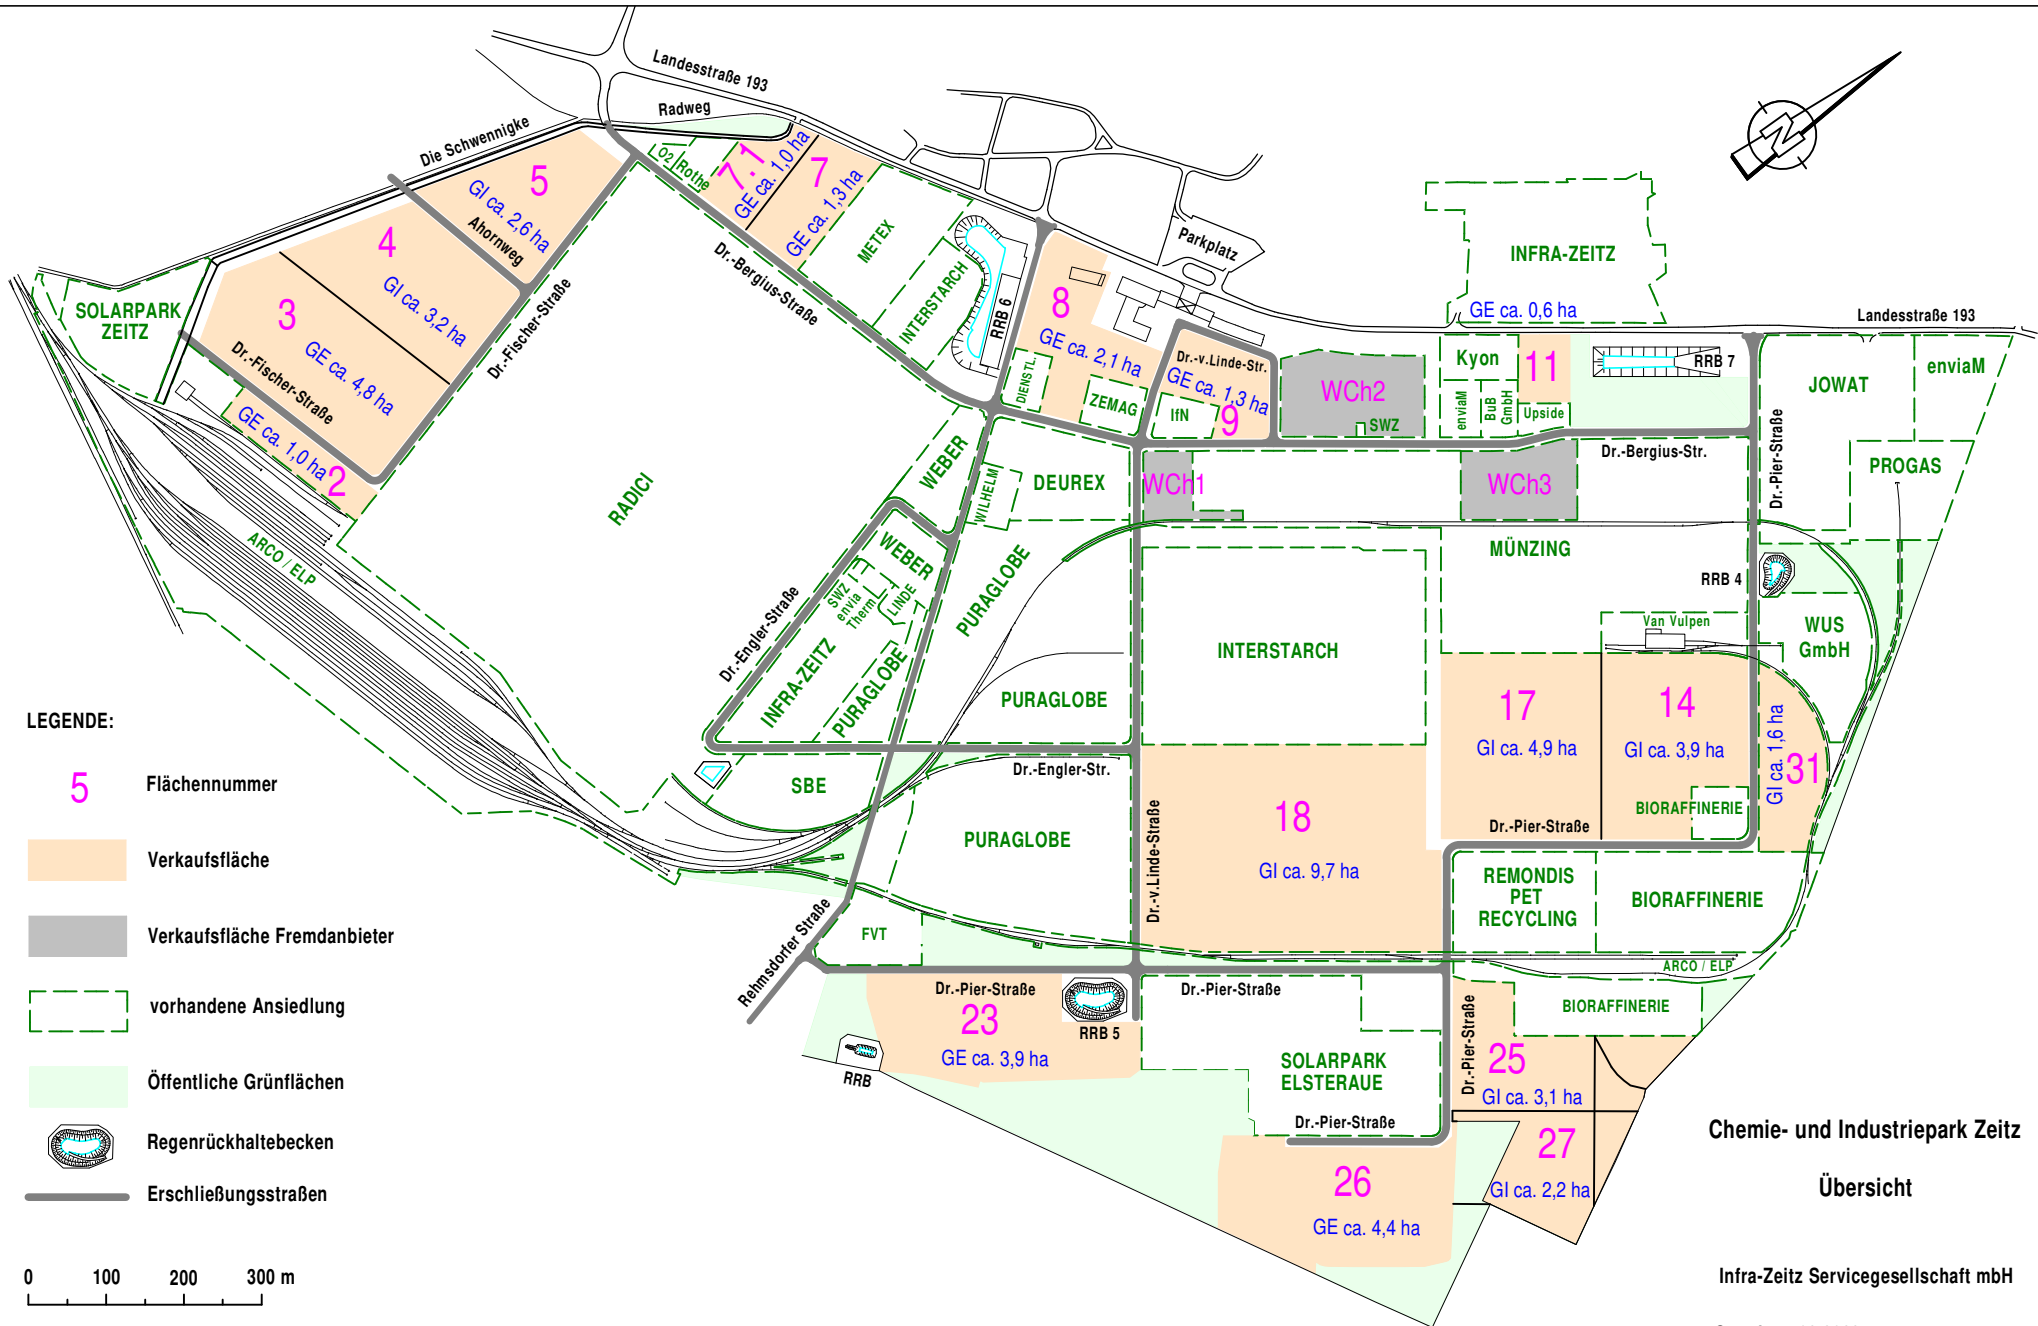 Landesstraße 193
Radweg
Die Schwennigke
5
GI ca. 2,6 ha
Ahornweg
4
GI ca. 3,2 ha
3
GE ca. 4,8 ha
Dr.-Fischer-Straße
Dr.-Fischer-Straße
GE ca. 1,0 ha
2
SOLARPARK
ZEITZ
ARCO / ELP
RADICI
O2
Rothe
7.1
GE ca. 1,0 ha
7
GE ca. 1,3 ha
METEX
INTERSTARCH
Dr.-Bergius-Straße
RRB 6
8
GE ca. 2,1 ha
DIENSTL.
ZEMAG
Parkplatz
Dr.-v.Linde-Str.
GE ca. 1,3 ha
9
IfN
WCh2
SWZ
INFRA-ZEITZ
GE ca. 0,6 ha
Kyon
enviaM
BuB
GmbH
11
Upside
RRB 7
Landesstraße 193
JOWAT
enviaM
PROGAS
Dr.-Pier-Straße
Dr.-Bergius-Str.
WEBER
WILHELM
DEUREX
WCh1
WCh3
MÜNZING
RRB 4
WEBER
SWZ
envia
Therm
LINDE
PURAGLOBE
Dr.-Engler-Straße
INFRA-ZEITZ
PURAGLOBE
PURAGLOBE
INTERSTARCH
Van Vulpen
WUS
GmbH
17
GI ca. 4,9 ha
14
GI ca. 3,9 ha
BIORAFFINERIE
GI ca. 1,6 ha
31
Dr.-Pier-Straße
SBE
Dr.-Engler-Str.
PURAGLOBE
Dr.-v.Linde-Straße
18
GI ca. 9,7 ha
REMONDIS
PET
RECYCLING
BIORAFFINERIE
FVT
Rehmsdorfer Straße
ARCO / ELP
Dr.-Pier-Straße
23
GE ca. 3,9 ha
RRB 5
RRB
Dr.-Pier-Straße
SOLARPARK
ELSTERAUE
Dr.-Pier-Straße
Dr.-Pier-Straße
BIORAFFINERIE
25
GI ca. 3,1 ha
27
GI ca. 2,2 ha
26
GE ca. 4,4 ha
N
LEGENDE:
5
Flächennummer
Verkaufsfläche
Verkaufsfläche Fremdanbieter
vorhandene Ansiedlung
Öffentliche Grünflächen
Regenrückhaltebecken
Erschließungsstraßen
0 100 200 300 m
Chemie- und Industriepark Zeitz
Übersicht
Infra-Zeitz Servicegesellschaft mbH